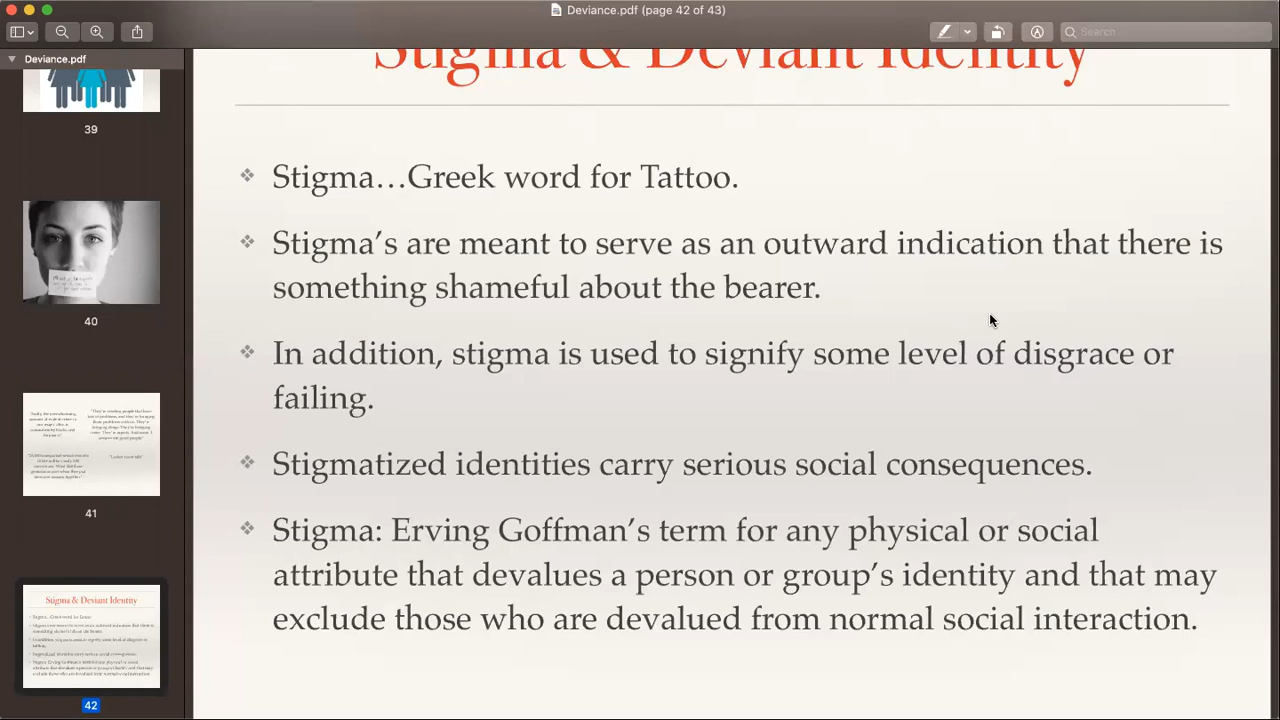 Deviance.pdf (page 42 of 43)
Search
Deviance.pdf
39
40
41
Stigma & Deviant Identity
42
Stigma & Deviant Identity
Stigma…Greek word for Tattoo.
Stigma’s are meant to serve as an outward indication that there is
something shameful about the bearer.
In addition, stigma is used to signify some level of disgrace or
failing.
Stigmatized identities carry serious social consequences.
Stigma: Erving Goffman’s term for any physical or social
attribute that devalues a person or group’s identity and that may
exclude those who are devalued from normal social interaction.